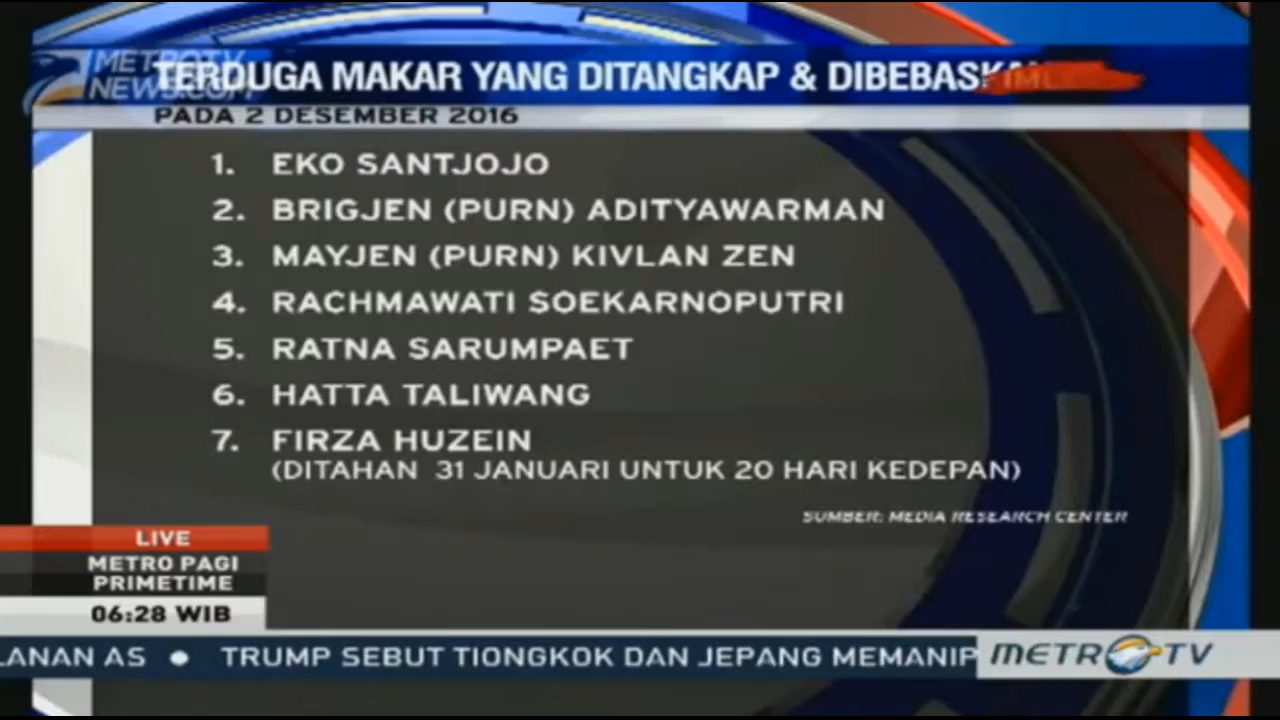 METROTV
NEWS.COM
TERDUGA MAKAR YANG DITANGKAP & DIBEBASKAN
PADA 2 DESEMBER 2016
1. EKO SANTJOJO
2. BRIGJEN (PURN) ADITYAWARMAN
3. MAYJEN (PURN) KIVLAN ZEN
4. RACHMAWATI SOEKARNOPUTRI
5. RATNA SARUMPAET
6. HATTA TALIWANG
7. FIRZA HUZEIN
(DITAHAN 31 JANUARI UNTUK 20 HARI KEDEPAN)
SUMBER: MEDIA RESEARCH CENTER
LIVE
METRO PAGI
PRIMETIME
06:28 WIB
LANAN AS ● TRUMP SEBUT TIONGKOK DAN JEPANG MEMANIP
METRO TV